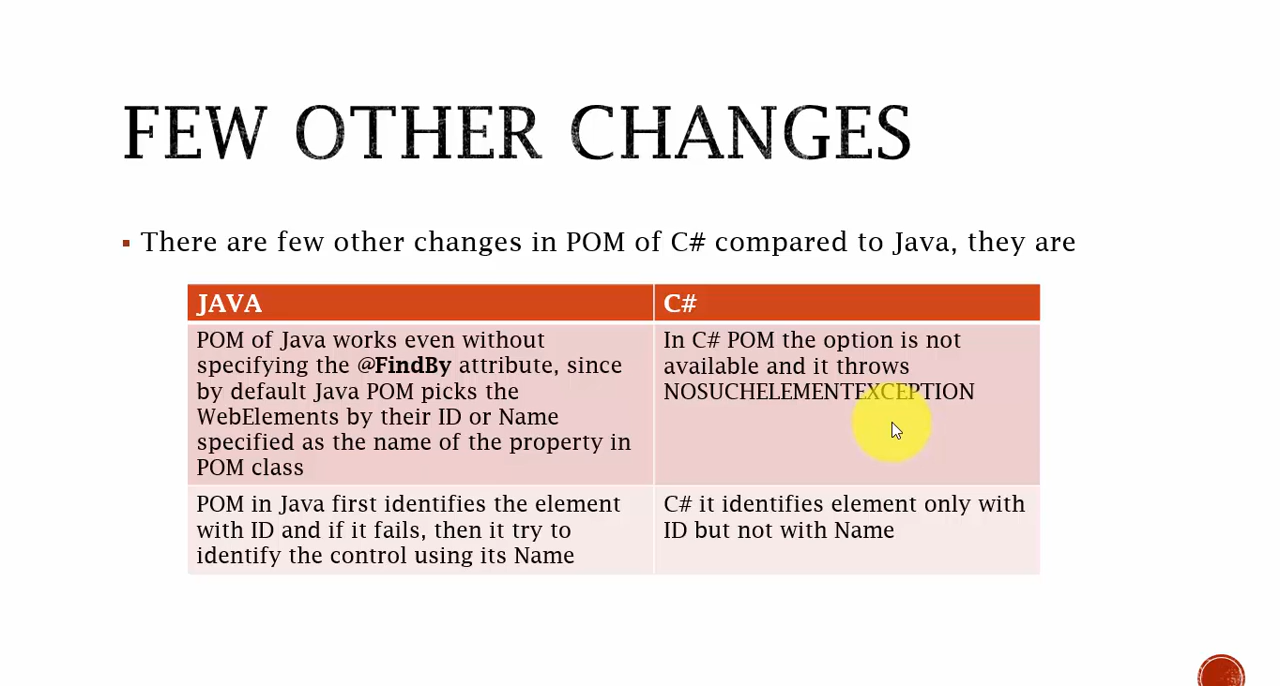 FEW OTHER CHANGES
▪ There are few other changes in POM of C# compared to Java, they are
JAVA
C#
POM of Java works even without
specifying the @FindBy attribute, since
by default Java POM picks the
WebElements by their ID or Name
specified as the name of the property in
POM class
In C# POM the option is not
available and it throws
NOSUCHELEMENTEXCEPTION
POM in Java first identifies the element
with ID and if it fails, then it try to
identify the control using its Name
C# it identifies element only with
ID but not with Name